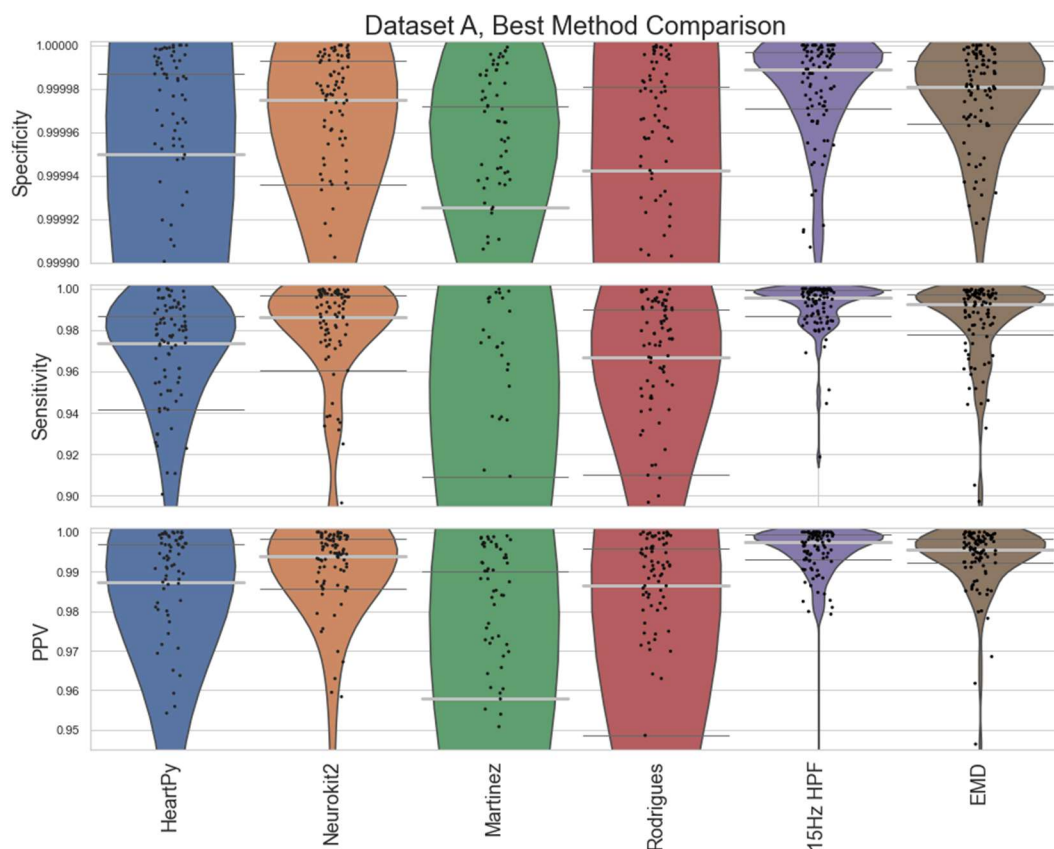 Dataset A, Best Method Comparison
Specificity
1.00000
0.99998
0.99996
0.99994
0.99992
0.99990
Sensitivity
1.00
0.98
0.96
0.94
0.92
0.90
PPV
1.00
0.99
0.98
0.97
0.96
0.95
HeartPy
Neurokit2
Martinez
Rodrigues
15Hz HPF
EMD